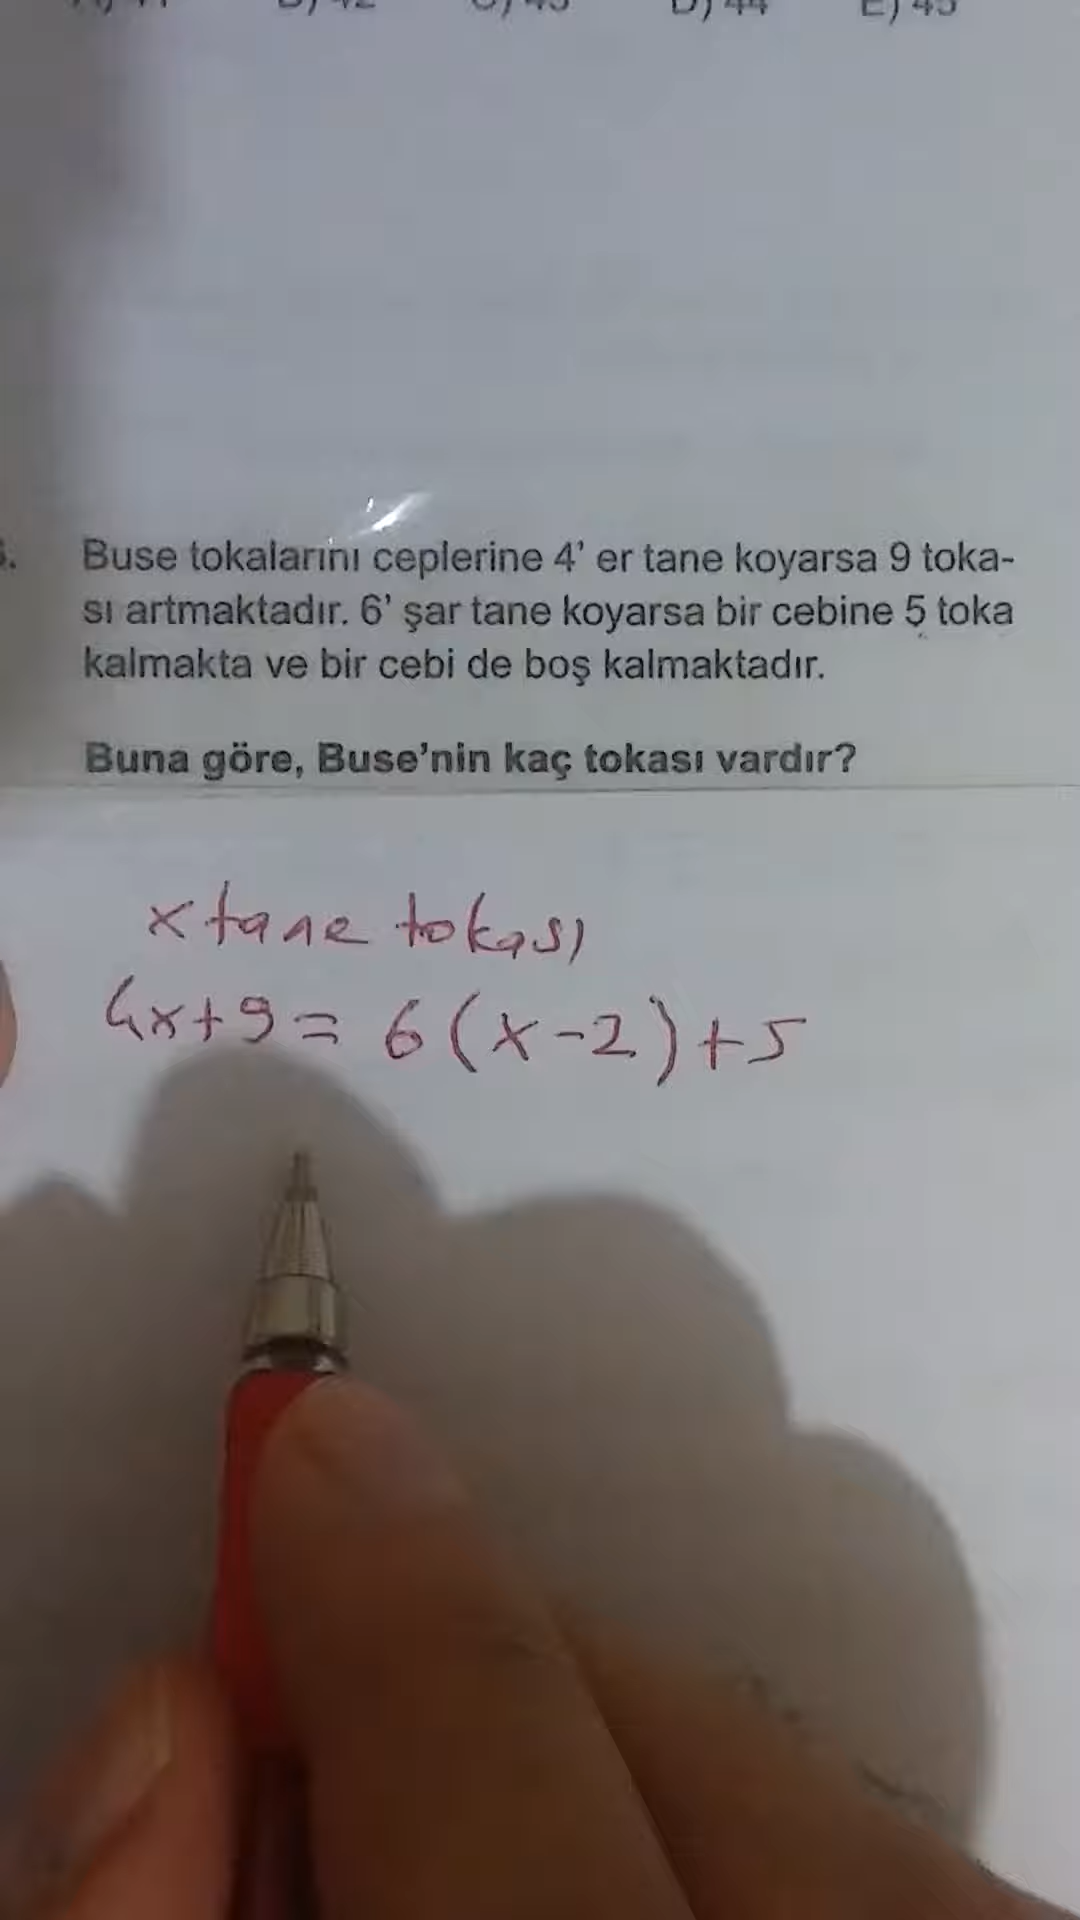 D) 44 E) 45
Buse tokalarını ceplerine 4' er tane koyarsa 9 toka-
sı artmaktadır. 6' şar tane koyarsa bir cebine 5 toka
kalmakta ve bir cebi de boş kalmaktadır.
Buna göre, Buse'nin kaç tokası vardır?
x tane tokası
4x+9= 6(x-2)+5